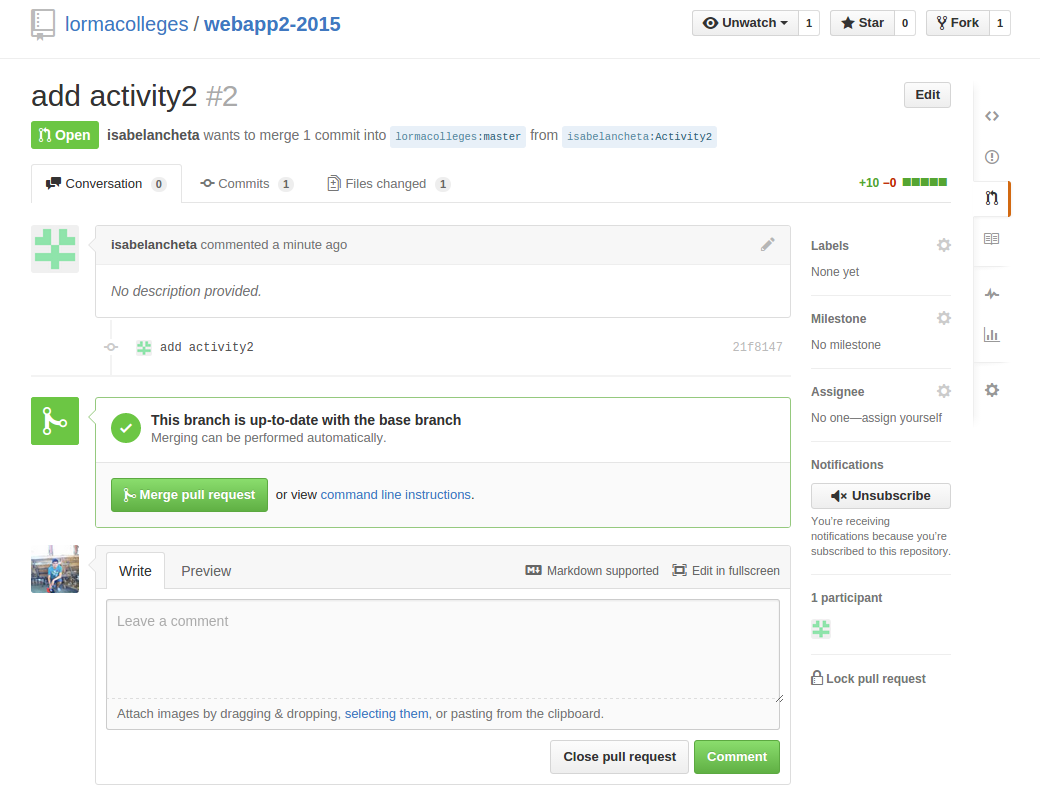 lormacolleges / webapp2-2015
Unwatch 1 Star 0 Fork 1
add activity2 #2
Edit
Open isabelancheta wants to merge 1 commit into lormacolleges:master from isabelancheta:Activity2
Conversation 0 Commits 1 Files changed 1 +10 −0
isabelancheta commented a minute ago
No description provided.
add activity2 21f8147
This branch is up-to-date with the base branch
Merging can be performed automatically.
Merge pull request or view command line instructions.
Write Preview Markdown supported Edit in fullscreen
Leave a comment
Attach images by dragging & dropping, selecting them, or pasting from the clipboard.
Close pull request Comment
Labels
None yet
Milestone
No milestone
Assignee
No one—assign yourself
Notifications
Unsubscribe
You're receiving
notifications because you're
subscribed to this repository.
1 participant
Lock pull request